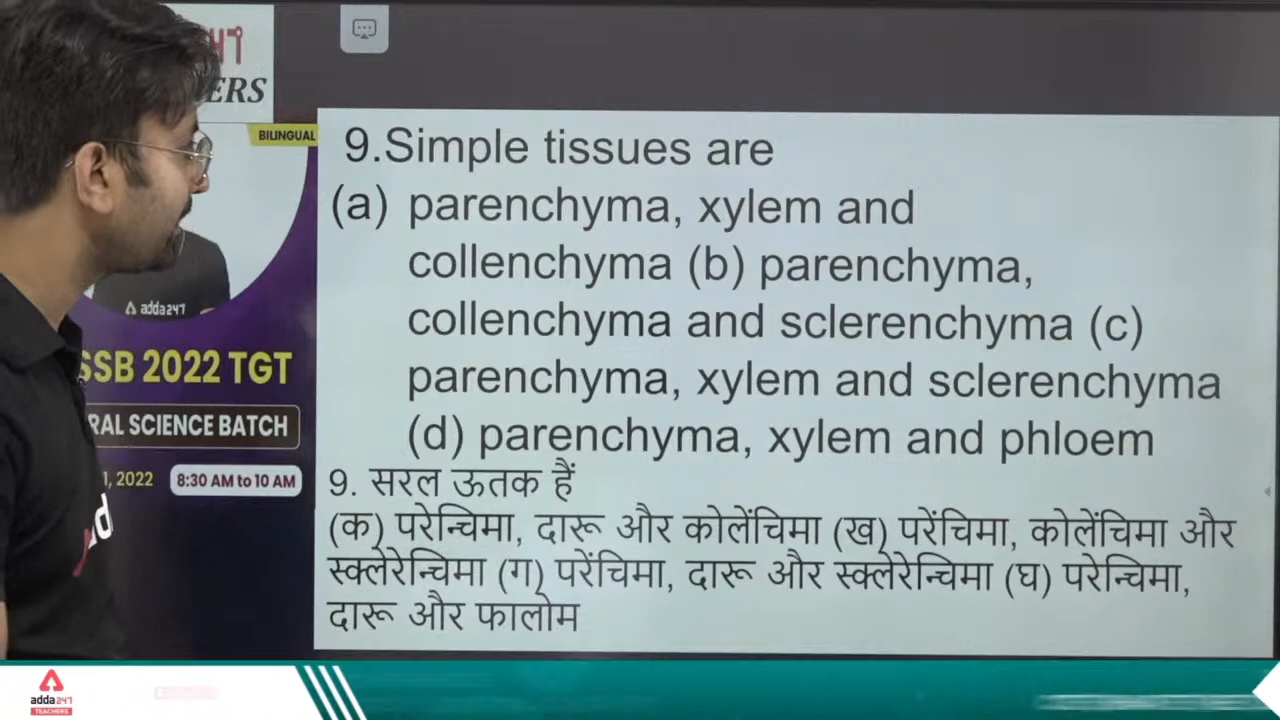 47
ERS
BILINGUAL
adda247
SSB 2022 TGT
RAL SCIENCE BATCH
1, 2022
8:30 AM to 10 AM
9.Simple tissues are
(a) parenchyma, xylem and
collenchyma (b) parenchyma,
collenchyma and sclerenchyma (c)
parenchyma, xylem and sclerenchyma
(d) parenchyma, xylem and phloem
9. सरल ऊतक हैं
(क) परेन्चिमा, दारू और कोलेंचिमा (ख) परेंचिमा, कोलेंचिमा और
स्क्लेरेन्चिमा (ग) परेंचिमा, दारू और स्क्लेरेन्चिमा (घ) परेन्चिमा,
दारू और फालोम
adda247
TEACHERS